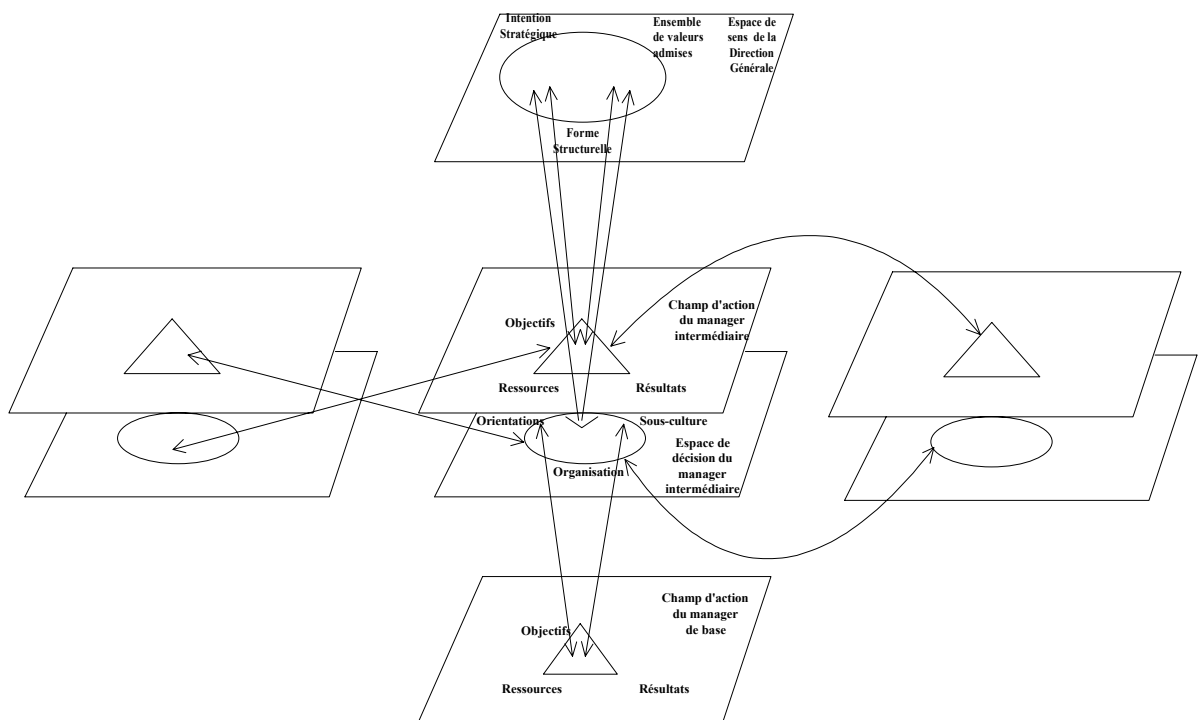 Intention
Stratégique
Ensemble
de valeurs
admises
Espace de
sens de la
Direction
Générale
Forme
Structurelle
Objectifs
Champ d'action
du manager
intermédiaire
Ressources
Résultats
Orientations
Sous-culture
Espace de
décision du
manager
intermédiaire
Organisation
Champ d'action
du manager
de base
Objectifs
Ressources
Résultats